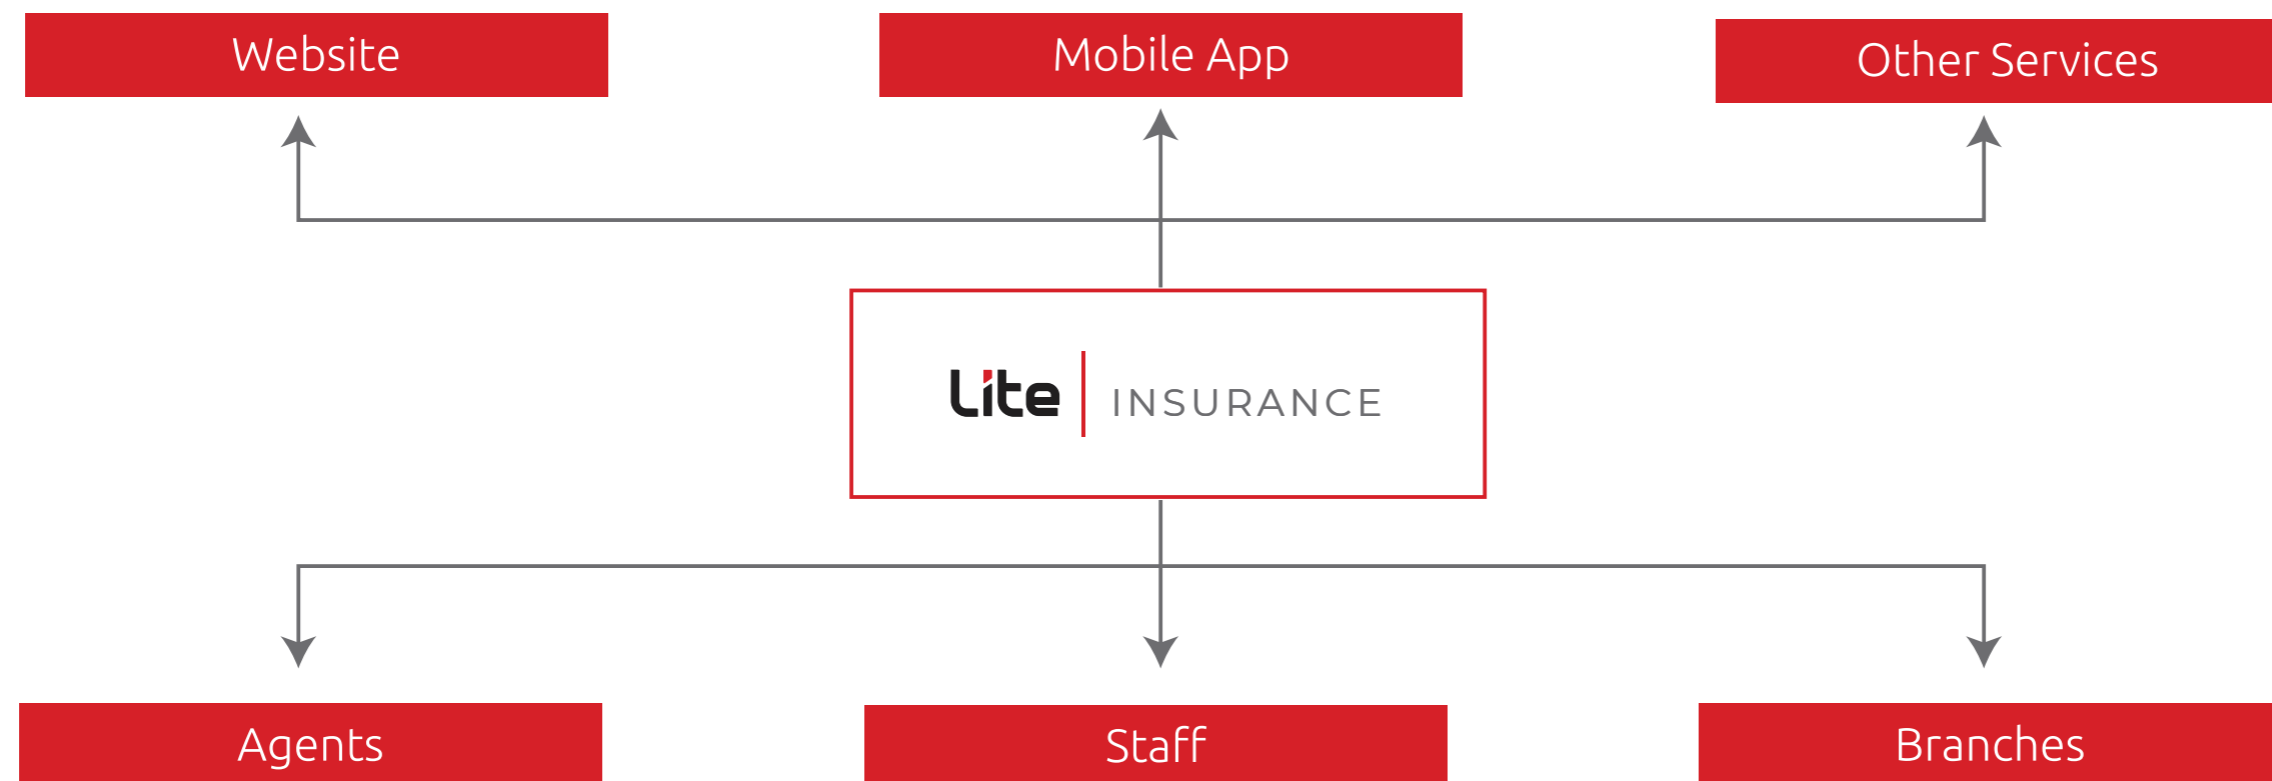 Website
Mobile App
Other Services
Lite | INSURANCE
Agents
Staff
Branches